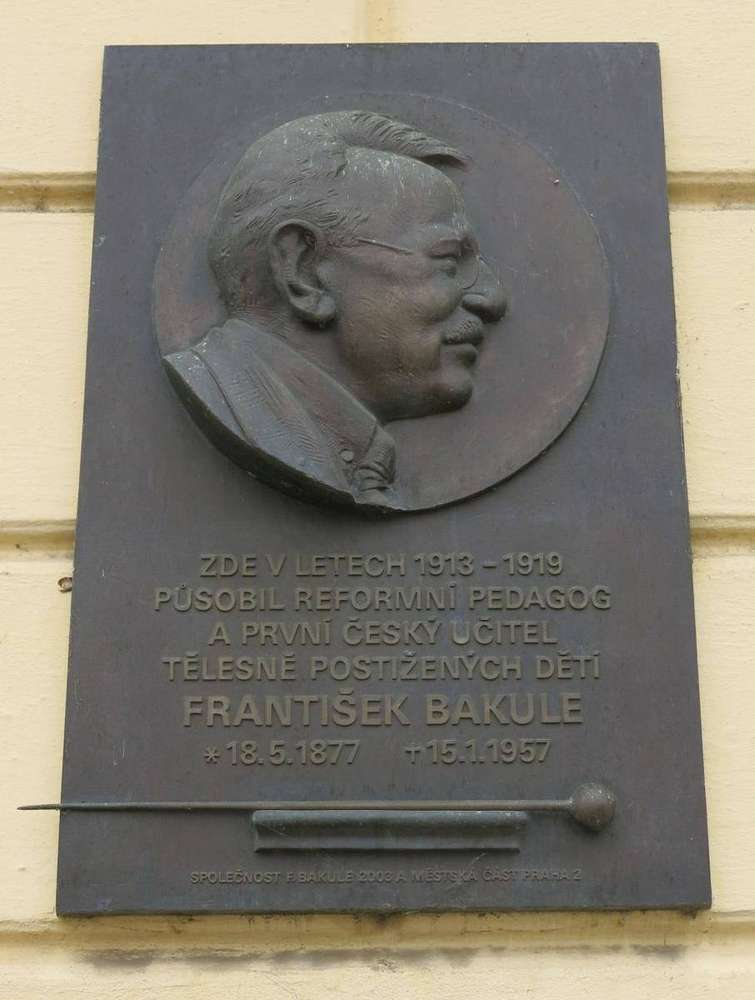 ZDE V LETECH 1913 – 1919
PŮSOBIL REFORMNÍ PEDAGOG
A PRVNÍ ČESKÝ UČITEL
TĚLESNĚ POSTIŽENÝCH DĚTÍ
FRANTIŠEK BAKULE
*18.5.1877 †15.1.1957
SPOLEČNOST F. BAKULE 2003 A MĚSTSKÁ ČÁST PRAHA 2